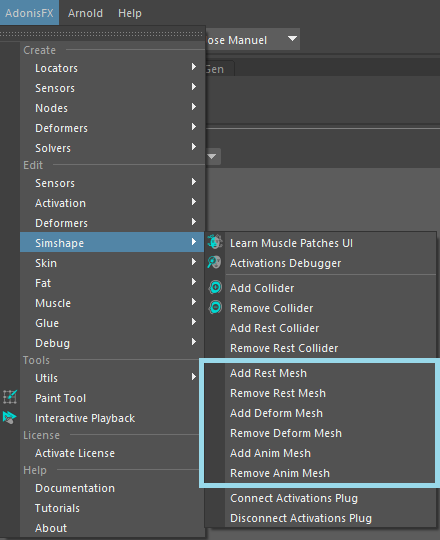 AdonisFX Arnold Help
ose Manuel
Gen
Create
Locators
Sensors
Nodes
Deformers
Solvers
Edit
Sensors
Activation
Deformers
Simshape
Skin
Fat
Muscle
Glue
Debug
Tools
Utils
Paint Tool
Interactive Playback
License
Activate License
Help
Documentation
Tutorials
About
Learn Muscle Patches UI
Activations Debugger
Add Collider
Remove Collider
Add Rest Collider
Remove Rest Collider
Add Rest Mesh
Remove Rest Mesh
Add Deform Mesh
Remove Deform Mesh
Add Anim Mesh
Remove Anim Mesh
Connect Activations Plug
Disconnect Activations Plug